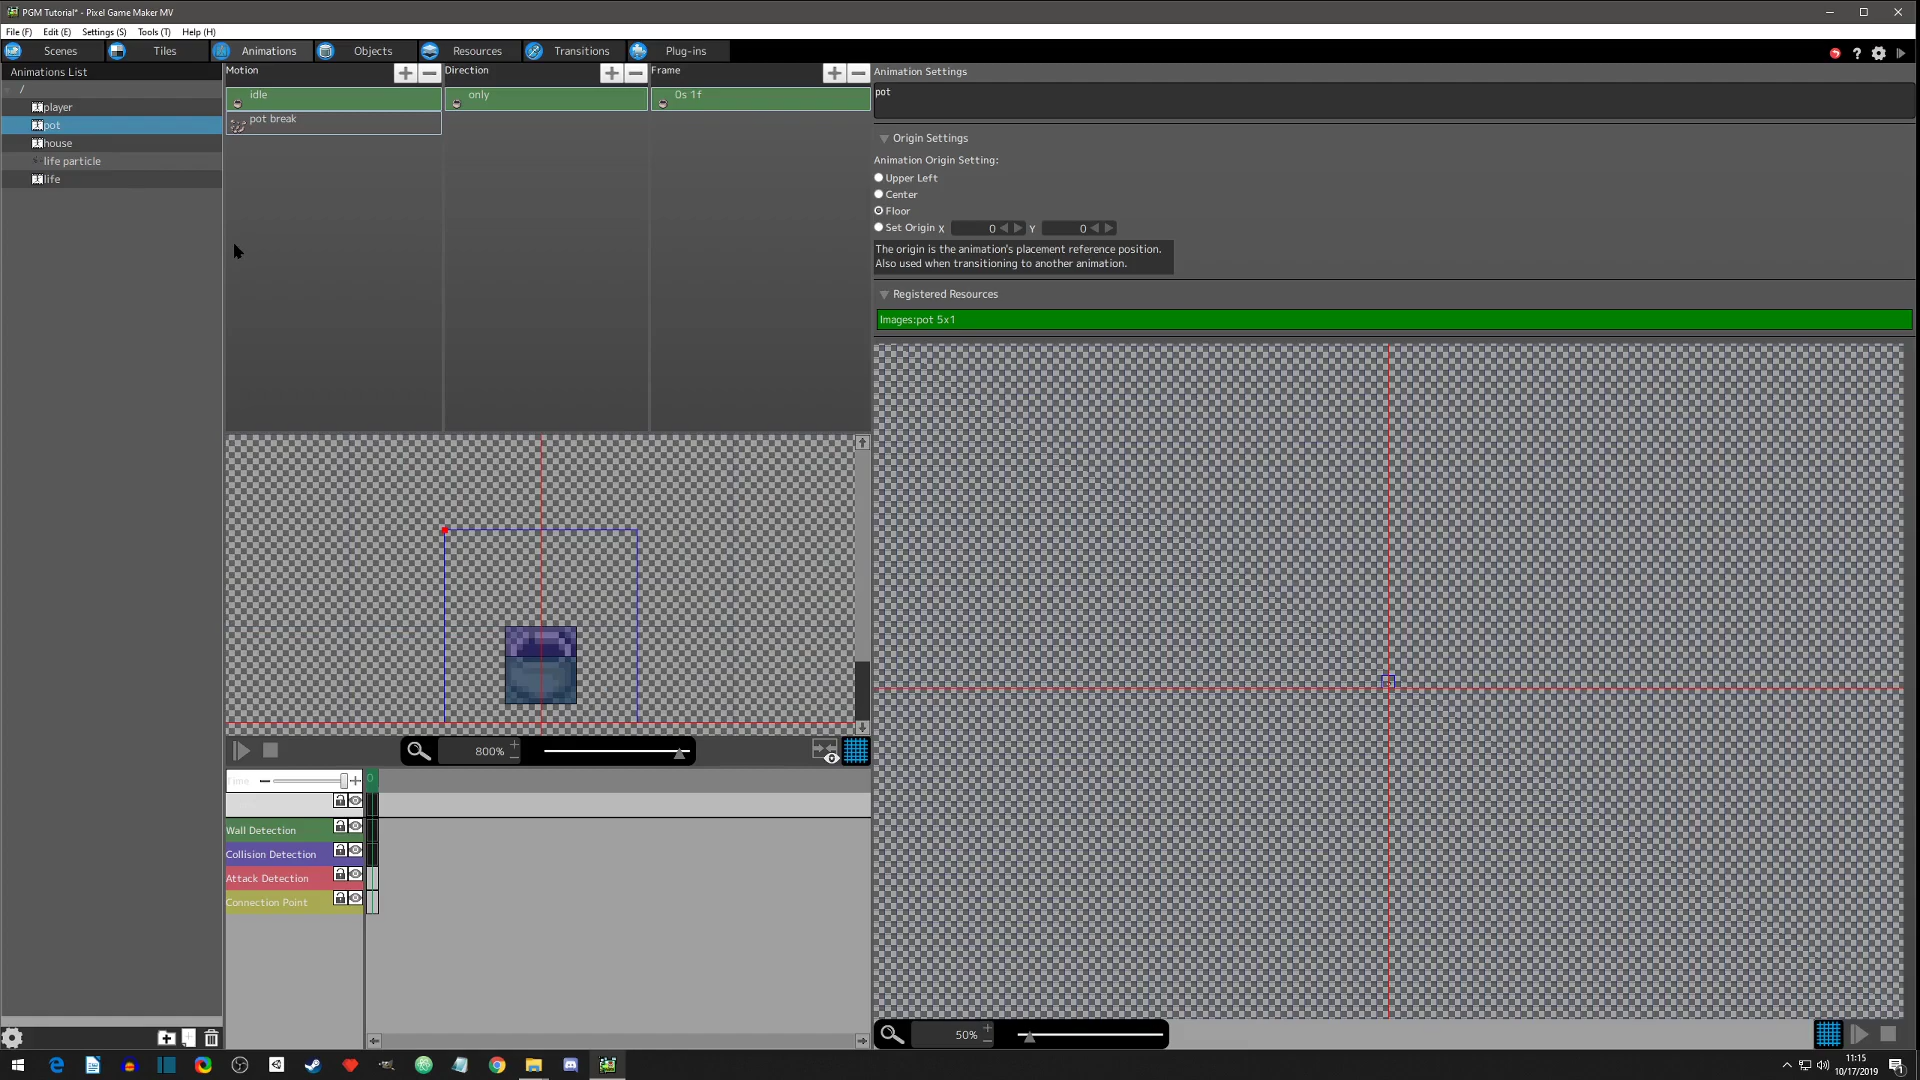 PGM Tutorial* - Pixel Game Maker MV
File (F) Edit (E) Settings (S) Tools (T) Help (H)
Scenes Tiles Animations Objects Resources Transitions Plug-ins
Animations List
/
player
pot
house
life particle
life
Motion
idle
pot break
Direction
only
Frame
0s 1f
Animation Settings
pot
Origin Settings
Animation Origin Setting:
Upper Left
Center
Floor
Set Origin X 0 Y 0
The origin is the animation's placement reference position.
Also used when transitioning to another animation.
Registered Resources
Images:pot 5x1
800%
Time 0
Wall Detection
Collision Detection
Attack Detection
Connection Point
50%
11:15
10/17/2019